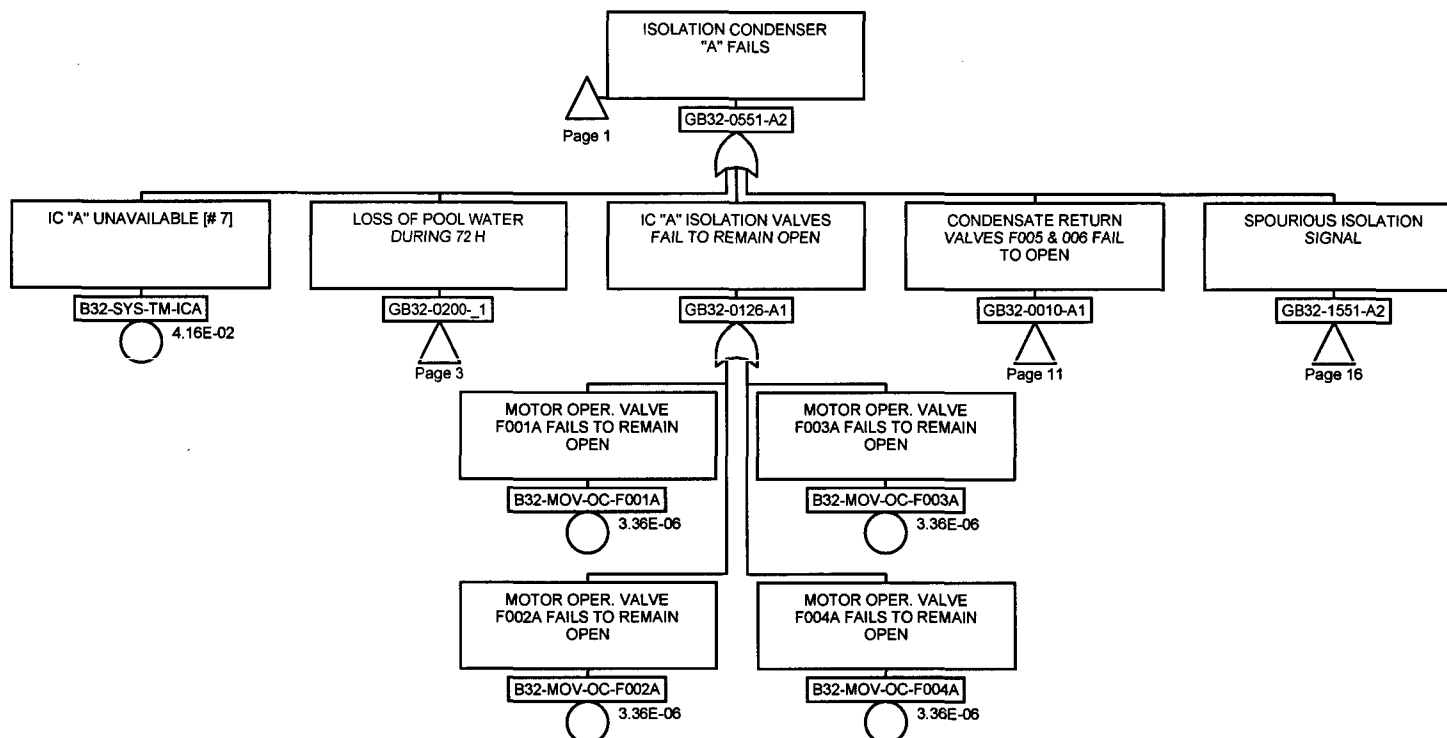 ISOLATION CONDENSER
"A" FAILS
Page 1
GB32-0551-A2
IC "A" UNAVAILABLE [# 7]
B32-SYS-TM-ICA
4.16E-02
LOSS OF POOL WATER
DURING 72 H
GB32-0200-_1
Page 3
IC "A" ISOLATION VALVES
FAIL TO REMAIN OPEN
GB32-0126-A1
CONDENSATE RETURN
VALVES F005 & 006 FAIL
TO OPEN
GB32-0010-A1
Page 11
SPOURIOUS ISOLATION
SIGNAL
GB32-1551-A2
Page 16
MOTOR OPER. VALVE
F001A FAILS TO REMAIN
OPEN
B32-MOV-OC-F001A
3.36E-06
MOTOR OPER. VALVE
F003A FAILS TO REMAIN
OPEN
B32-MOV-OC-F003A
3.36E-06
MOTOR OPER. VALVE
F002A FAILS TO REMAIN
OPEN
B32-MOV-OC-F002A
3.36E-06
MOTOR OPER. VALVE
F004A FAILS TO REMAIN
OPEN
B32-MOV-OC-F004A
3.36E-06